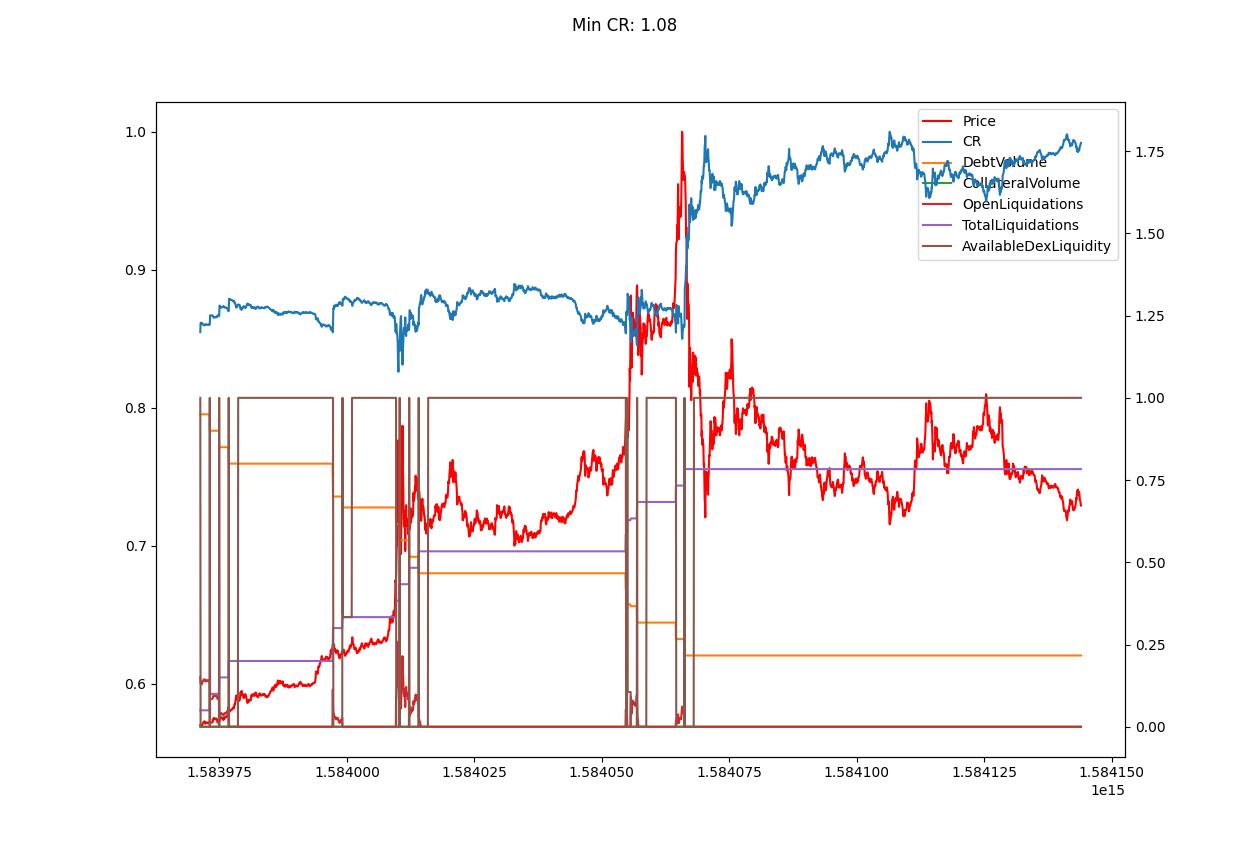 Min CR: 1.08
1.0
0.9
0.8
0.7
0.6
1.75
1.50
1.25
1.00
0.75
0.50
0.25
0.00
Price
CR
DebtVolume
CollateralVolume
OpenLiquidations
TotalLiquidations
AvailableDexLiquidity
1.583975 1.584000 1.584025 1.584050 1.584075 1.584100 1.584125 1.584150
1e15